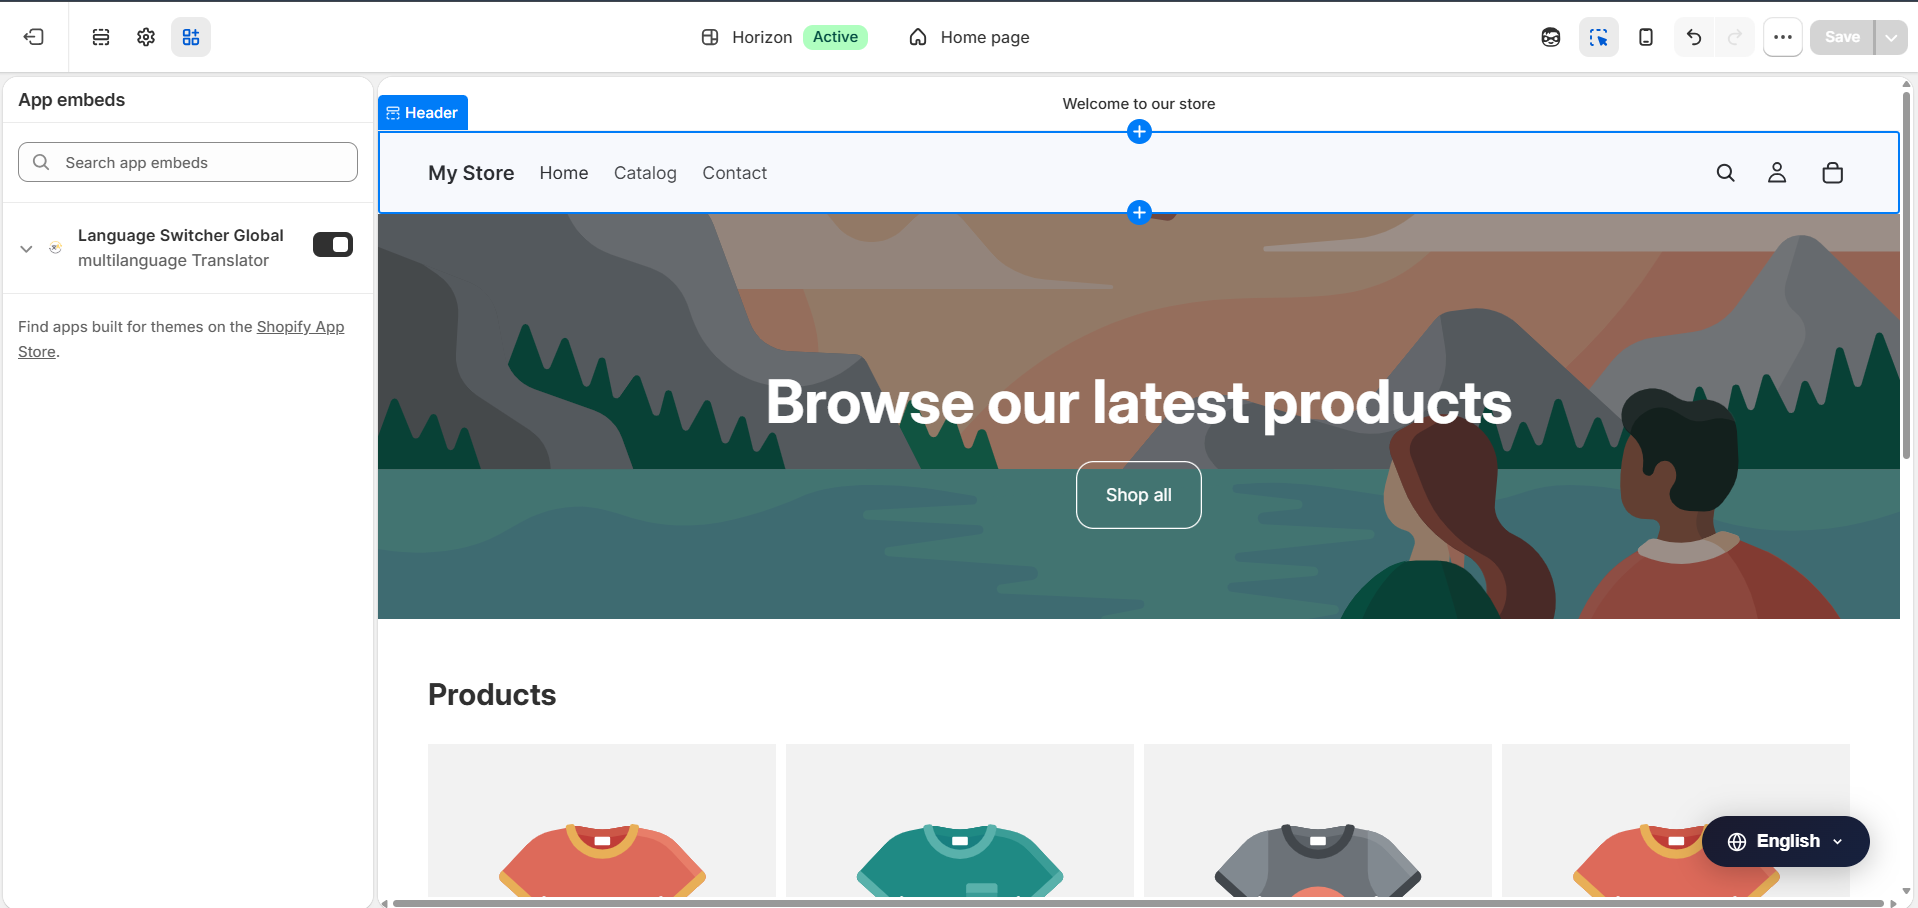 Horizon Active Home page
Save
App embeds
Search app embeds
Language Switcher Global
multilanguage Translator
Find apps built for themes on the Shopify App
Store.
Welcome to our store
Header
My Store Home Catalog Contact
Browse our latest products
Shop all
Products
English